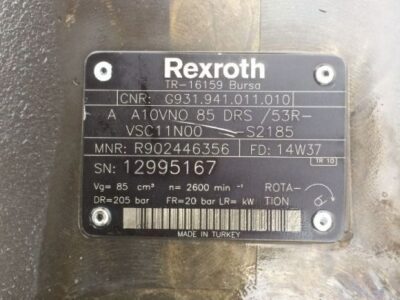 Rexroth
TR-16159 Bursa
CNR: G931.941.011.010
A A10VNO 85 DRS /53R-
VSC11N00 -S2185
MNR: R902446356 FD: 14W37
TR 10
SN: 12995167
Vg= 85 cm³ n= 2600 min⁻¹ ROTA-
DR=205 bar FR=20 bar LR= kW TION
MADE IN TURKEY